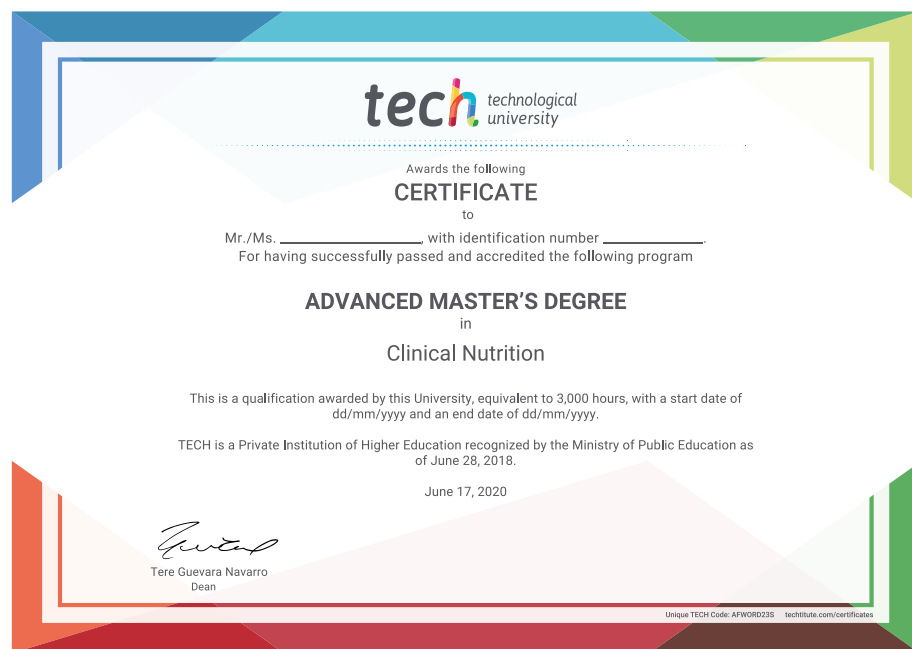 tech technological
university
Awards the following
CERTIFICATE
to
Mr./Ms. ____________________, with identification number ______________.
For having successfully passed and accredited the following program
ADVANCED MASTER'S DEGREE
in
Clinical Nutrition
This is a qualification awarded by this University, equivalent to 3,000 hours, with a start date of
dd/mm/yyyy and an end date of dd/mm/yyyy.
TECH is a Private Institution of Higher Education recognized by the Ministry of Public Education as
of June 28, 2018.
June 17, 2020
Tere Guevara Navarro
Dean
Unique TECH Code: AFWORD23S techtitute.com/certificates